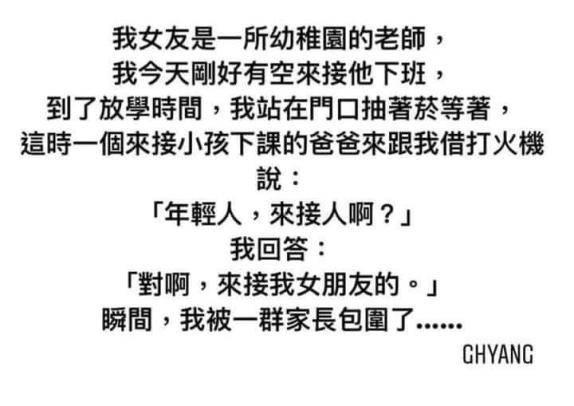 我女友是一所幼稚園的老師，
我今天剛好有空來接他下班，
到了放學時間，我站在門口抽著菸等著，
這時一個來接小孩下課的爸爸來跟我借打火機
說：
「年輕人，來接人啊？」
我回答：
「對啊，來接我女朋友的。」
瞬間，我被一群家長包圍了......
GHYANG